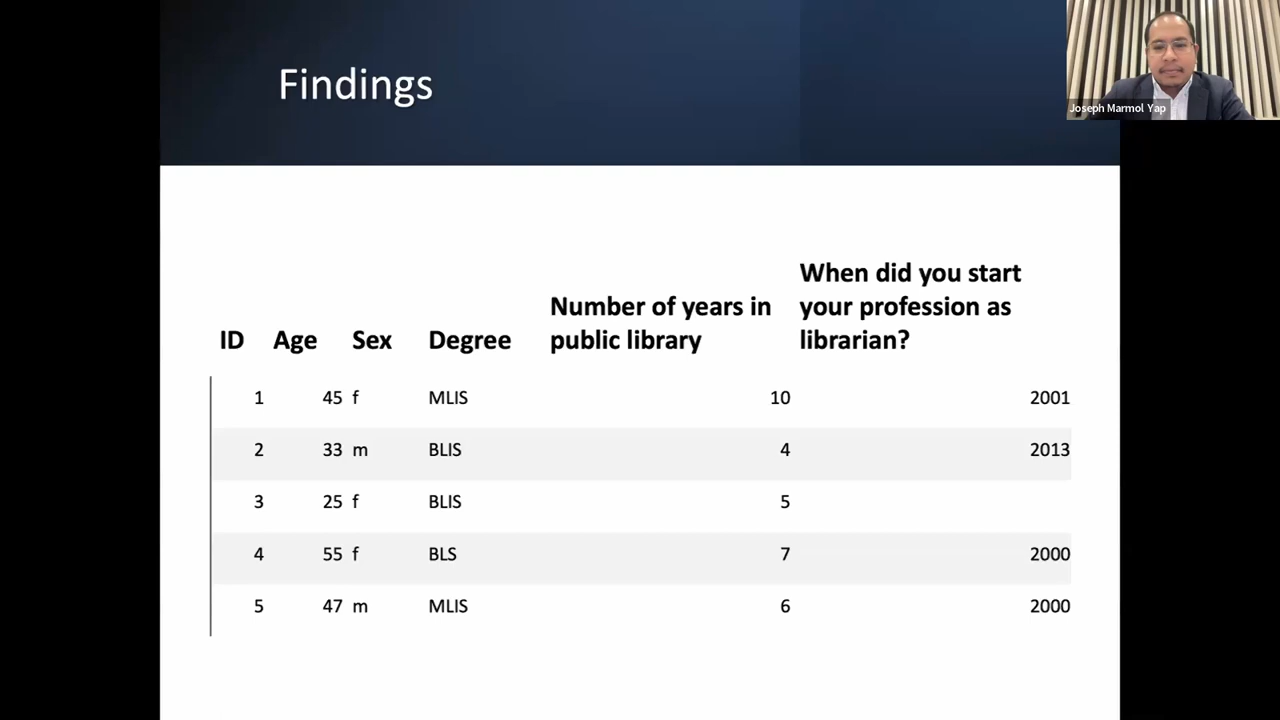 Findings
Joseph Marmol Yap
ID Age Sex Degree Number of years in public library When did you start your profession as librarian?
1 45 f MLIS 10 2001
2 33 m BLIS 4 2013
3 25 f BLIS 5
4 55 f BLS 7 2000
5 47 m MLIS 6 2000